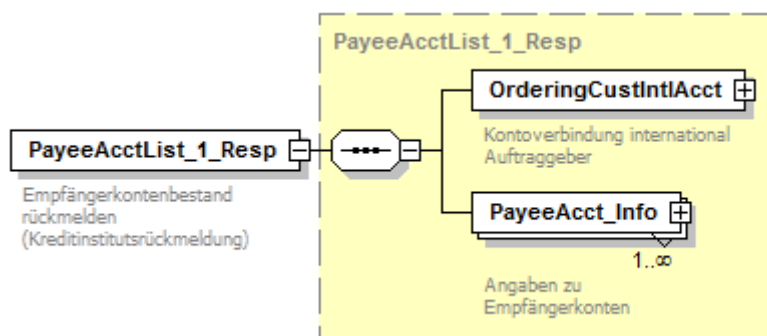 PayeeAcctList_1_Resp
OrderingCustIntlAcct
Kontoverbindung international
Auftraggeber
PayeeAcctList_1_Resp
Empfängerkontenbestand
rückmelden
(Kreditinstitutsrückmeldung)
PayeeAcct_Info
1..∞
Angaben zu
Empfängerkonten